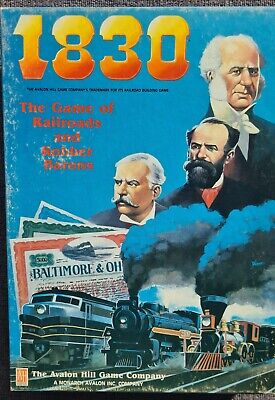 1830
THE AVALON HILL GAME COMPANY'S TRADEMARK FOR ITS RAILROAD BUILDING GAME
The Game of
Railroads
and
Robber
Barons
BALTIMORE & OH
The Avalon Hill Game Company
A MONARCH AVALON INC. COMPANY